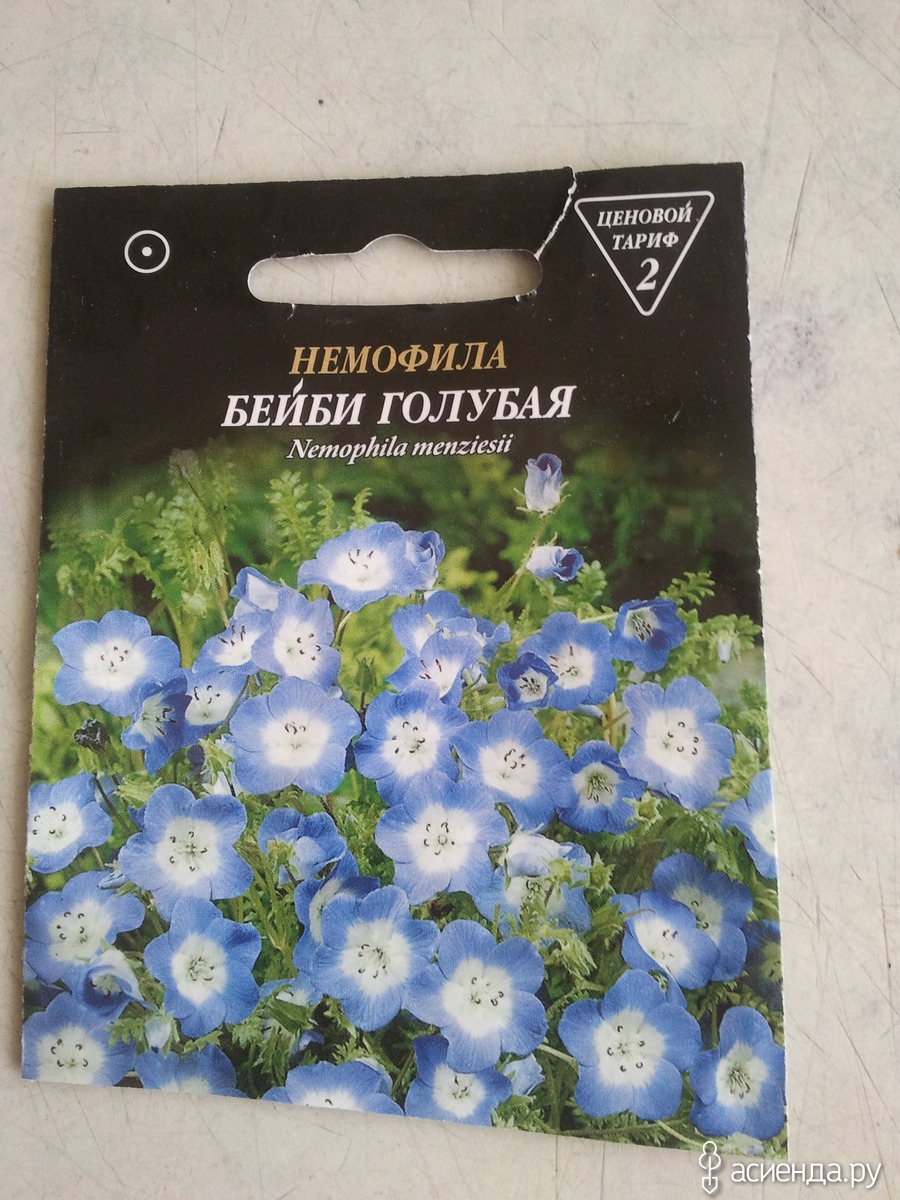 ЦЕНОВОЙ
ТАРИФ
2
НЕМОФИЛА
БЕЙБИ ГОЛУБАЯ
Nemophila menziesii
асиенда.ру